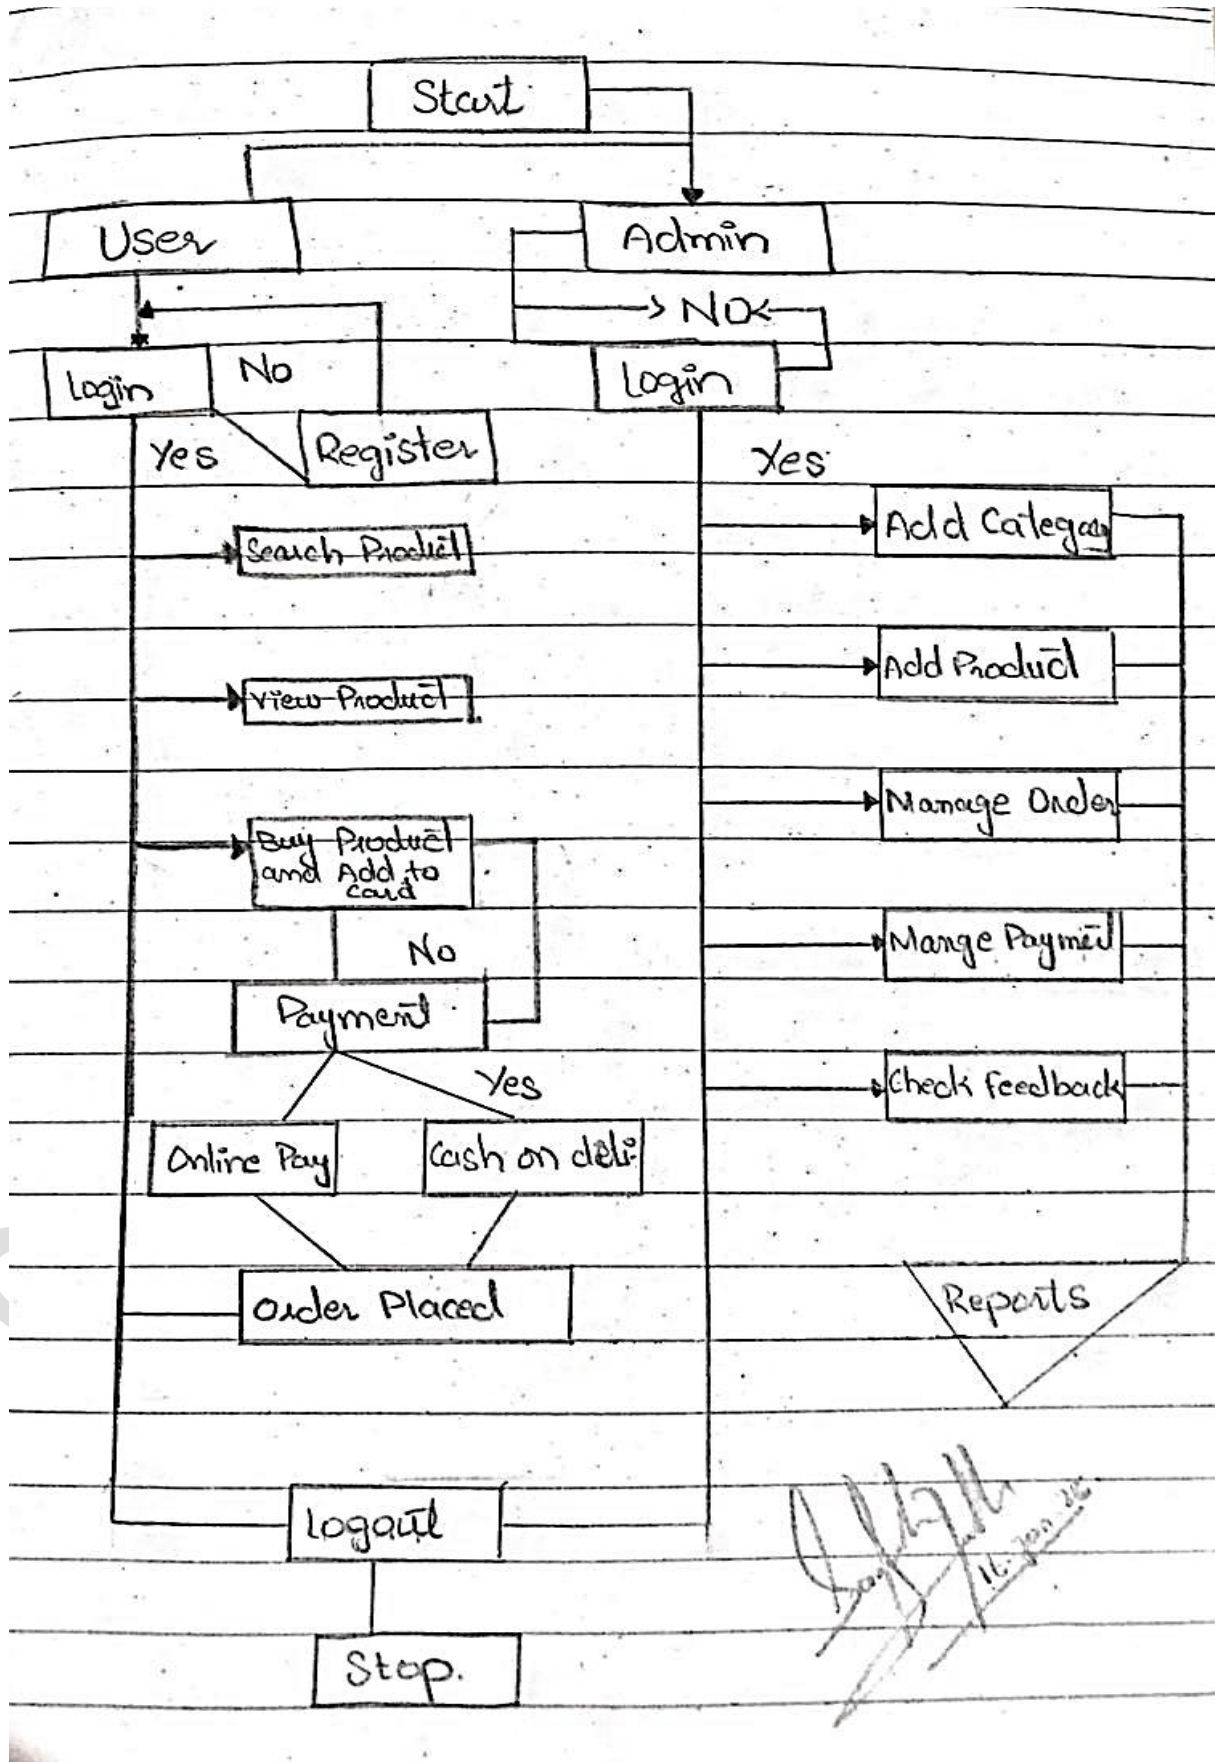 Start
User
Admin
No
Login
No
Login
Yes
Register
Yes
Search Product
Add Category
View Product
Add Product
Buy Product
and Add to
card
Manage Order
No
Mange Payment
Payment
Yes
Check feedback
Online Pay
Cash on deli
Order Placed
Reports
Logout
Stop.